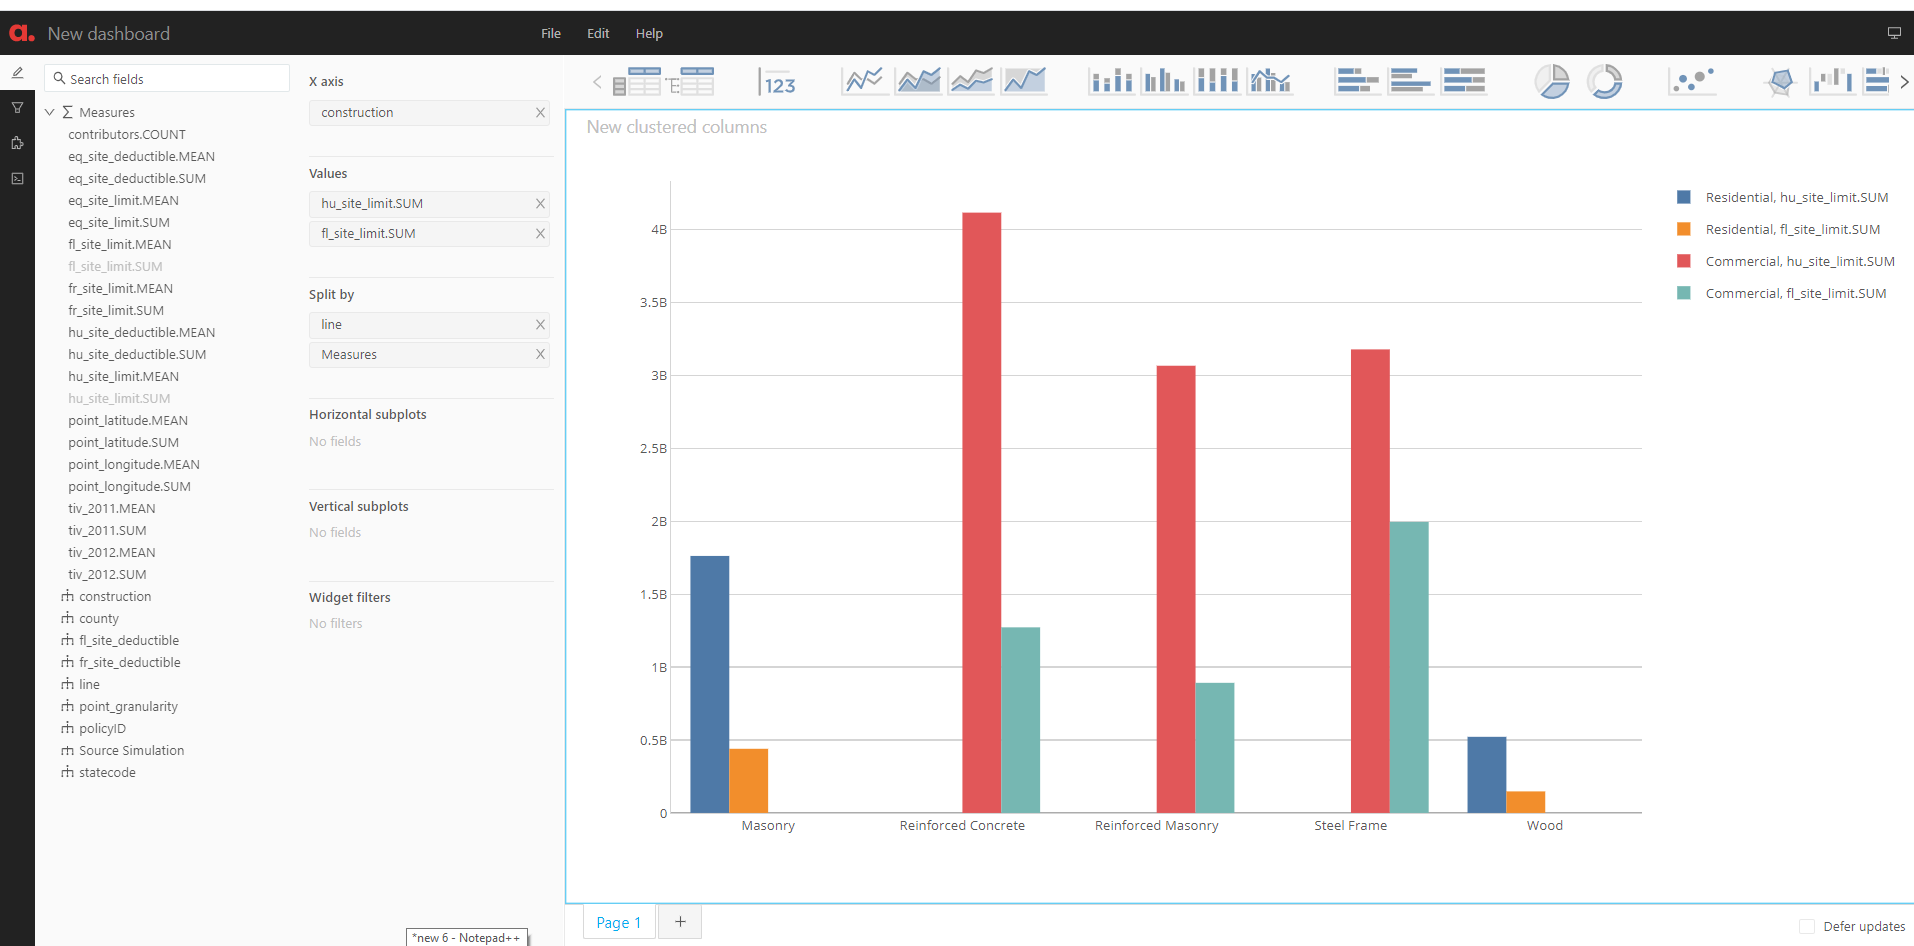 a. New dashboard
File Edit Help
Search fields
Measures
contributors.COUNT
eq_site_deductible.MEAN
eq_site_deductible.SUM
eq_site_limit.MEAN
eq_site_limit.SUM
fl_site_limit.MEAN
fl_site_limit.SUM
fr_site_limit.MEAN
fr_site_limit.SUM
hu_site_deductible.MEAN
hu_site_deductible.SUM
hu_site_limit.MEAN
hu_site_limit.SUM
point_latitude.MEAN
point_latitude.SUM
point_longitude.MEAN
point_longitude.SUM
tiv_2011.MEAN
tiv_2011.SUM
tiv_2012.MEAN
tiv_2012.SUM
construction
county
fl_site_deductible
fr_site_deductible
line
point_granularity
policyID
Source Simulation
statecode
X axis
construction X
Values
hu_site_limit.SUM X
fl_site_limit.SUM X
Split by
line X
Measures X
Horizontal subplots
No fields
Vertical subplots
No fields
Widget filters
No filters
123
New clustered columns
4B
3.5B
3B
2.5B
2B
1.5B
1B
0.5B
0
Masonry Reinforced Concrete Reinforced Masonry Steel Frame Wood
Residential, hu_site_limit.SUM
Residential, fl_site_limit.SUM
Commercial, hu_site_limit.SUM
Commercial, fl_site_limit.SUM
Page 1 +
Defer updates
*new 6 - Notepad++